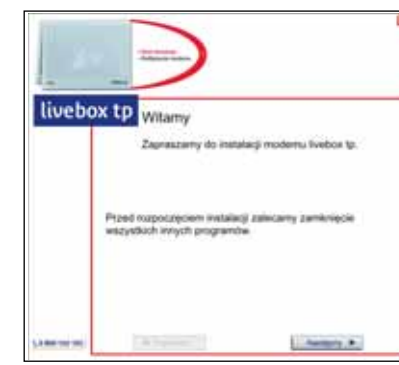 livebox tp
Witamy
Zapraszamy do instalacji modemu livebox tp.
Przed rozpoczęciem instalacji zalecamy zamknięcie
wszystkich innych programów.
Następny